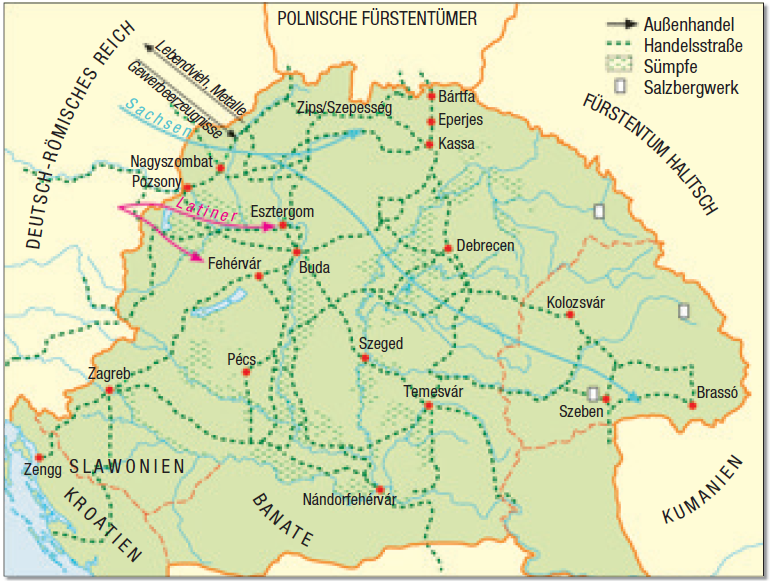 POLNISCHE FÜRSTENTÜMER
Außenhandel
Handelsstraße
Sümpfe
Salzbergwerk
DEUTSCH-RÖMISCHES REICH
Lebendvieh, Metalle
Gewerbeerzeugnisse
Sachsen
Zips/Szepesség
Bártfa
Eperjes
Kassa
FÜRSTENTUM HALITSCH
Nagyszombat
Pozsony
Latiner
Esztergom
Fehérvár
Buda
Debrecen
Kolozsvár
Szeged
Pécs
Zagreb
Temesvár
Szeben
Brassó
Zengg
SLAWONIEN
KROATIEN
BANATE
Nándorfehérvár
KUMANIEN